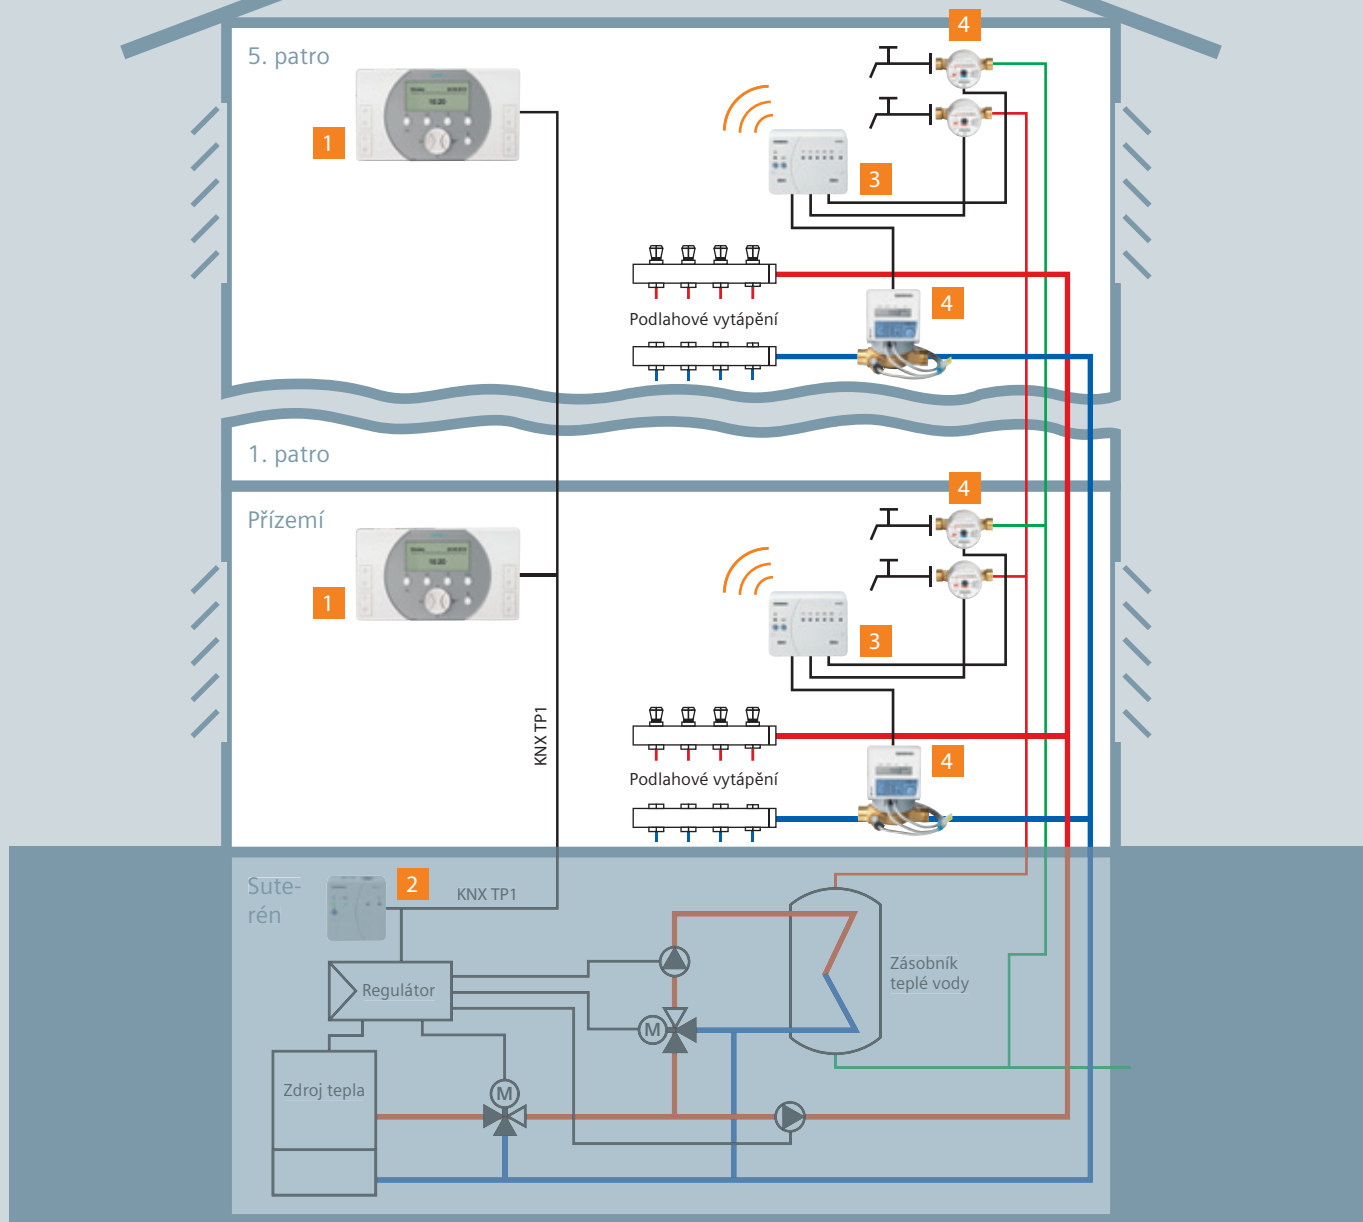 5. patro
4
1
3
4
Podlahové vytápění
1. patro
4
Přízemí
1
3
KNX TP1
4
Podlahové vytápění
Sute-
rén
2
KNX TP1
Zásobník
teplé vody
Regulátor
M
Zdroj tepla
M